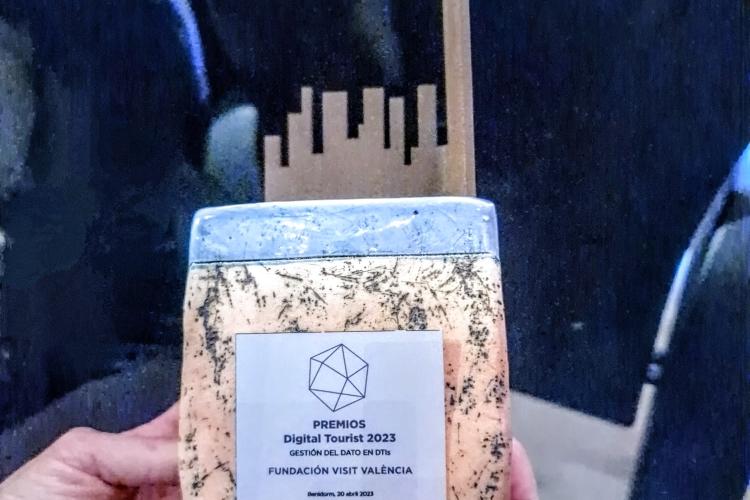 PREMIOS
Digital Tourist 2023
GESTIÓN DEL DATO EN DTIs
FUNDACIÓN VISIT VALÈNCIA
Benidorm, 20 abril 2023